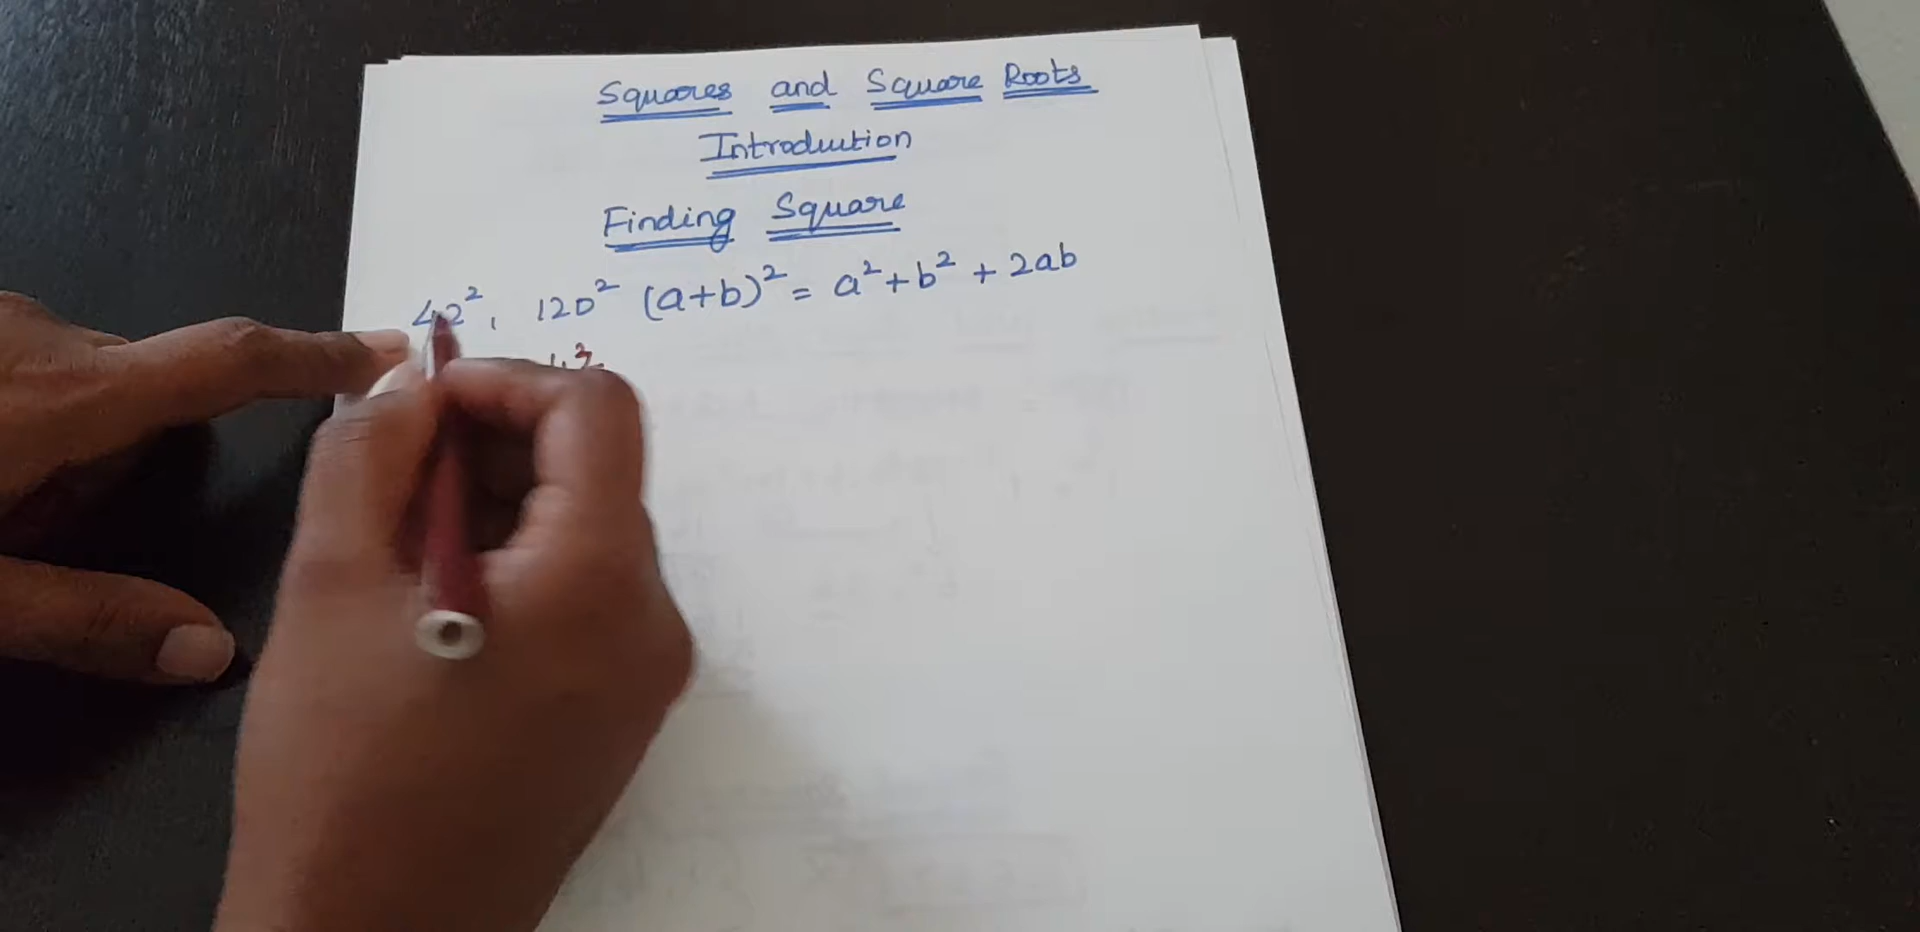 Squares and Square Roots
Introduction
Finding Square
42², 120² (a+b)² = a² + b² + 2ab